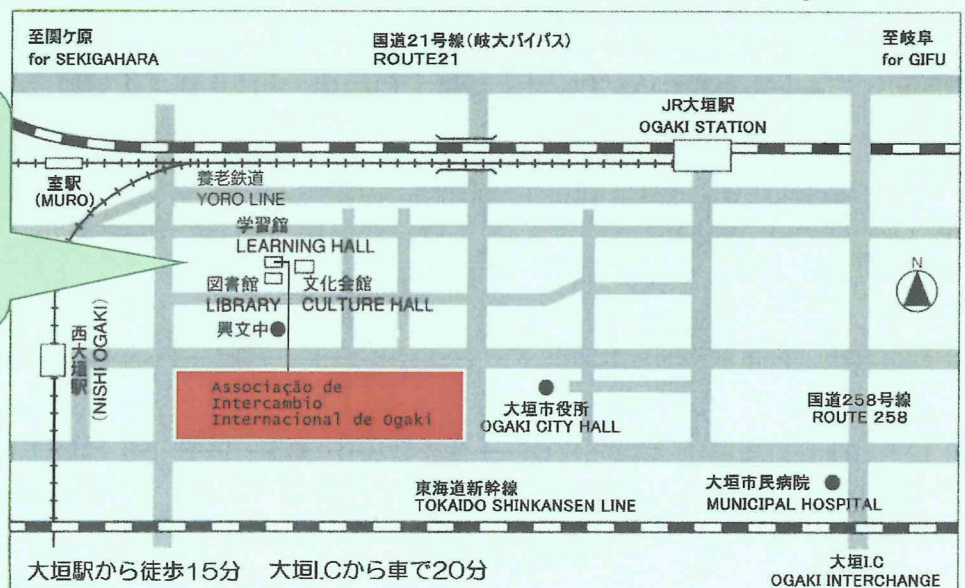 至関ケ原
for SEKIGAHARA
国道21号線(岐大バイパス)
ROUTE21
至岐阜
for GIFU
JR大垣駅
OGAKI STATION
室駅
(MURO)
養老鉄道
YORO LINE
学習館
LEARNING HALL
図書館
LIBRARY
文化会館
CULTURE HALL
興文中
N
西大垣駅
(NISHI OGAKI)
Associação de
Intercambio
Internacional de Ogaki
大垣市役所
OGAKI CITY HALL
国道258号線
ROUTE 258
東海道新幹線
TOKAIDO SHINKANSEN LINE
大垣市民病院
MUNICIPAL HOSPITAL
大垣駅から徒歩15分 大垣I.Cから車で20分
大垣I.C
OGAKI INTERCHANGE